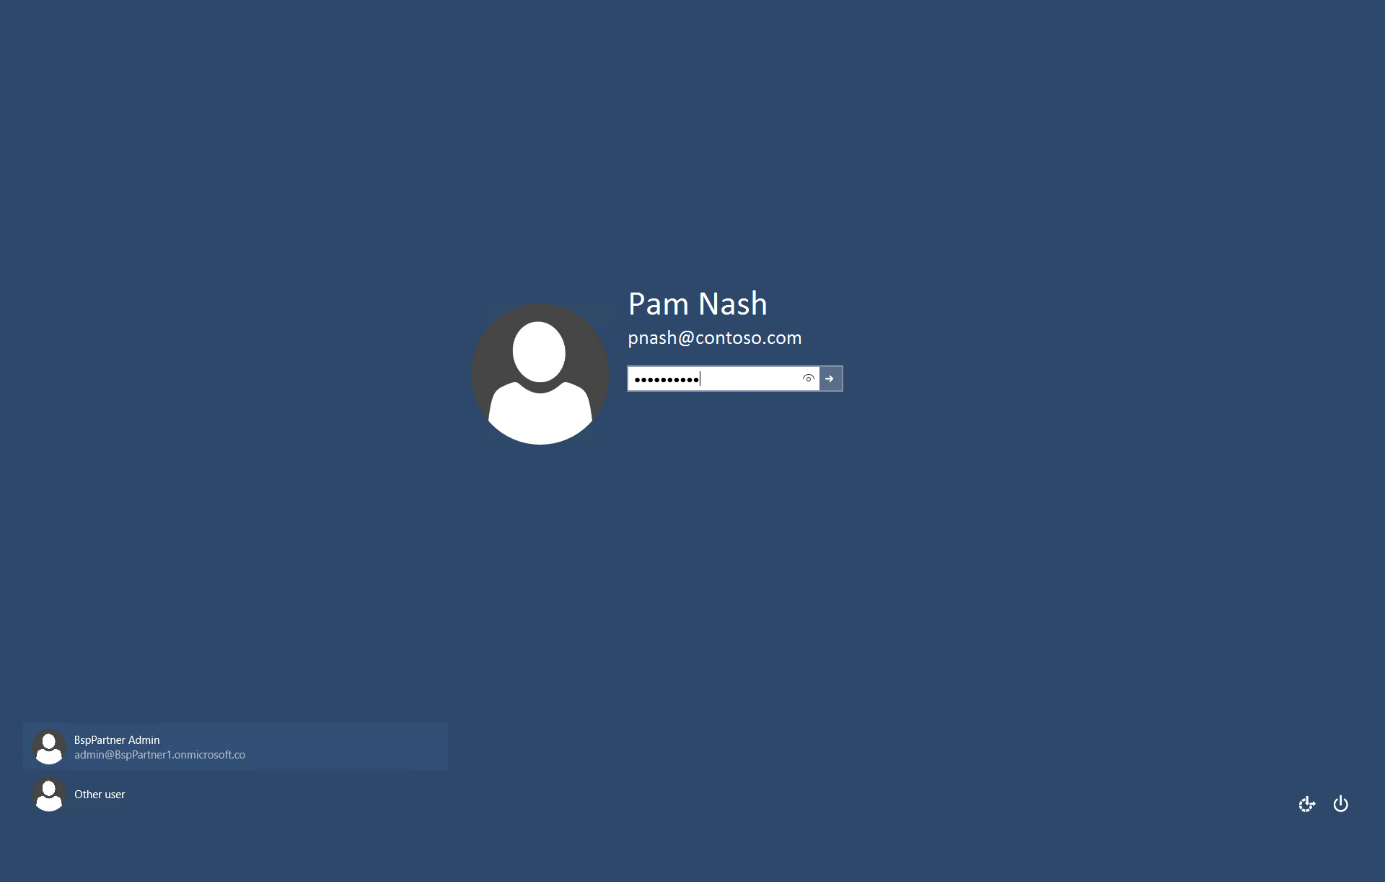 Pam Nash
pnash@contoso.com
••••••••••
BspPartner Admin
admin@BspPartner1.onmicrosoft.co
Other user